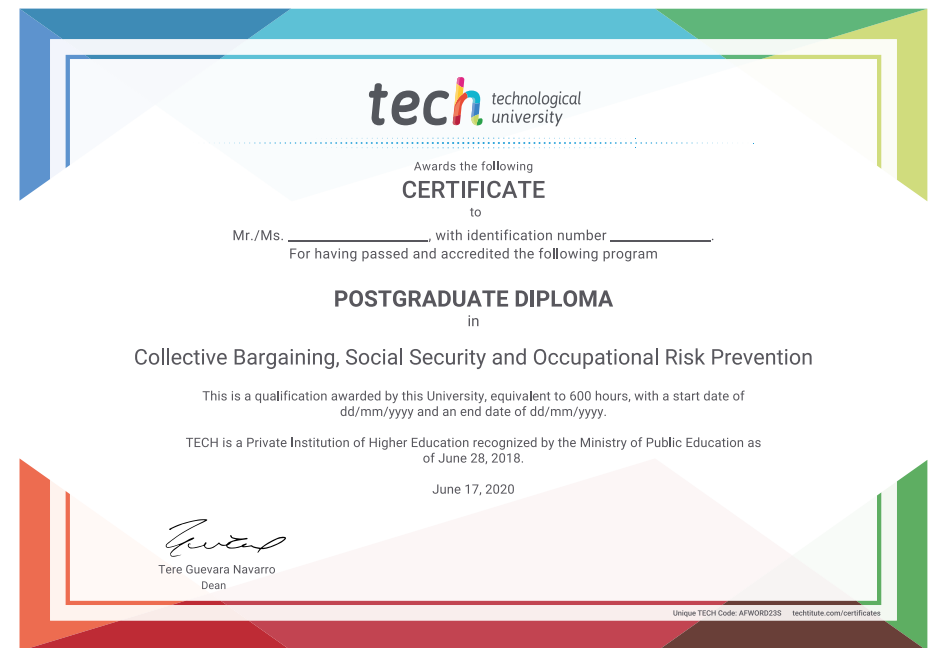 tech technological
university
Awards the following
CERTIFICATE
to
Mr./Ms. ____________, with identification number ____________.
For having passed and accredited the following program
POSTGRADUATE DIPLOMA
in
Collective Bargaining, Social Security and Occupational Risk Prevention
This is a qualification awarded by this University, equivalent to 600 hours, with a start date of
dd/mm/yyyy and an end date of dd/mm/yyyy.
TECH is a Private Institution of Higher Education recognized by the Ministry of Public Education as
of June 28, 2018.
June 17, 2020
Tere Guevara Navarro
Dean
Unique TECH Code: AFWORD23S techtitute.com/certificates